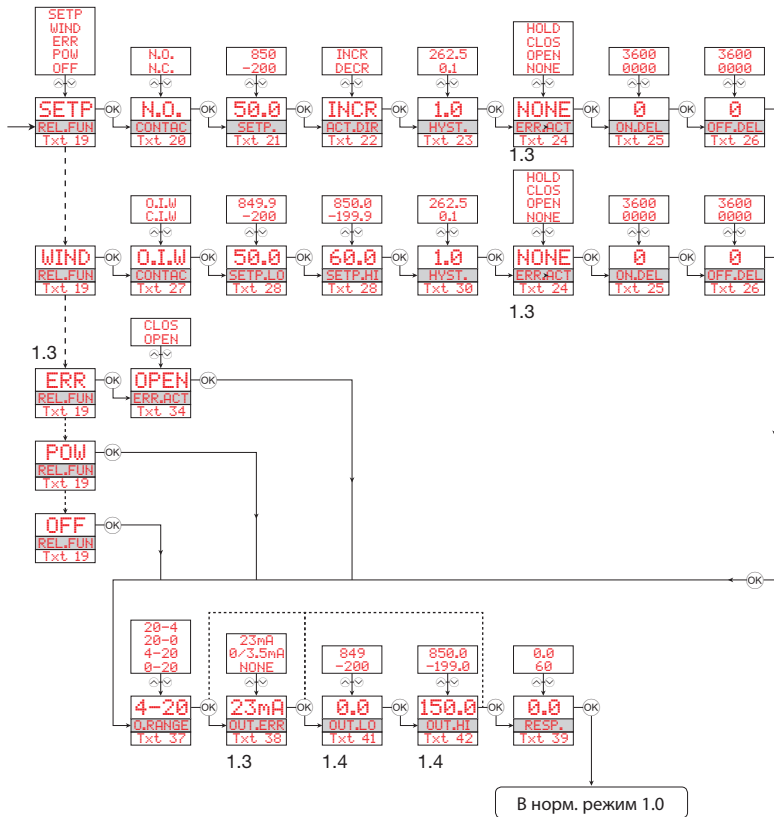 SETP
WIND
ERR
POW
OFF
N.O.
N.C.
850
-200
INCR
DECR
262.5
0.1
HOLD
CLOS
OPEN
NONE
3600
0000
3600
0000
SETP OK N.O. OK 50.0 OK INCR OK 1.0 OK NONE OK 0 OK 0
REL.FUN CONTAC SETP. ACT.DIR HYST. ERR.ACT ON.DEL OFF.DEL
Txt 19 Txt 20 Txt 21 Txt 22 Txt 23 Txt 24 Txt 25 Txt 26
1.3
O.I.W
C.I.W
849.9
-200
850.0
-199.9
262.5
0.1
HOLD
CLOS
OPEN
NONE
3600
0000
3600
0000
WIND OK O.I.W OK 50.0 OK 60.0 OK 1.0 OK NONE OK 0 OK 0
REL.FUN CONTAC SETP.LO SETP.HI HYST. ERR.ACT ON.DEL OFF.DEL
Txt 19 Txt 27 Txt 28 Txt 28 Txt 30 Txt 24 Txt 25 Txt 26
1.3
CLOS
OPEN
1.3
ERR OK OPEN OK
REL.FUN ERR.ACT
Txt 19 Txt 34
POW OK
REL.FUN
Txt 19
OFF OK
REL.FUN
Txt 19
OK
20-4
20-0
4-20
0-20
23mA
0/3.5mA
NONE
849
-200
850.0
-199.0
0.0
60
4-20 OK 23mA OK 0.0 OK 150.0 OK 0.0 OK
O.RANGE OUT.ERR OUT.LO OUT.HI RESP.
Txt 37 Txt 38 Txt 41 Txt 42 Txt 39
1.3 1.4 1.4
В норм. режим 1.0